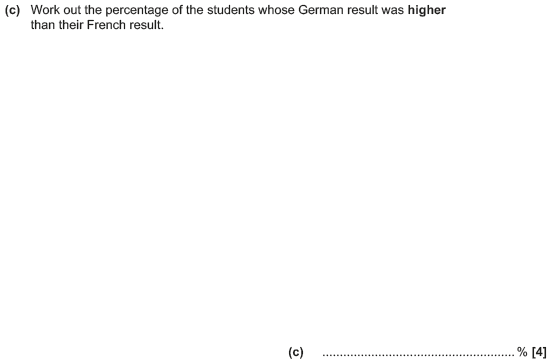 (c) Work out the percentage of the students whose German result was higher
than their French result.
(c) ........................................................ % [4]